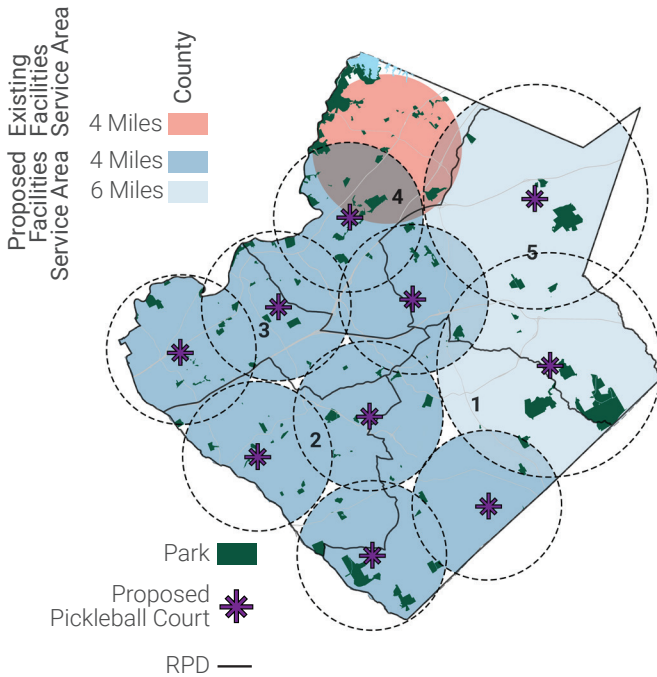 Existing
Facilities
Service Area
County
4 Miles
Proposed
Facilities
Service Area
4 Miles
6 Miles
4
5
3
1
2
Park
Proposed
Pickleball Court
RPD